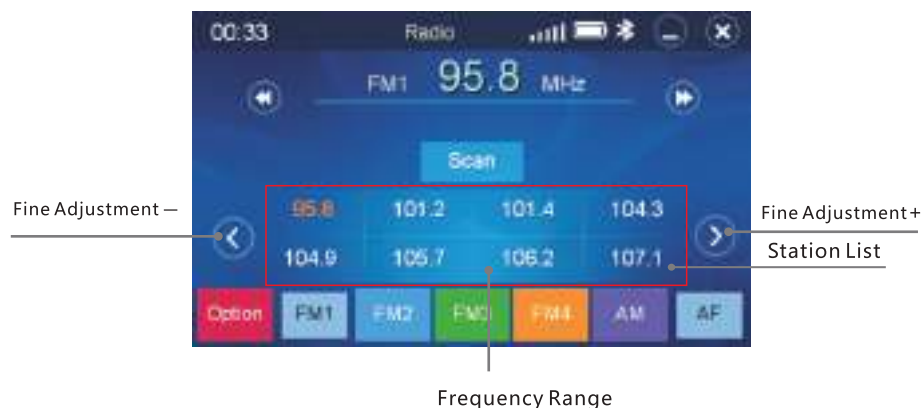 00:33 Radio
FM1 95.8 MHz
Scan
Fine Adjustment —
95.8 101.2 101.4 104.3
Fine Adjustment +
104.9 105.7 106.2 107.1
Station List
Option FM1 FM2 FM3 FM4 AM AF
Frequency Range